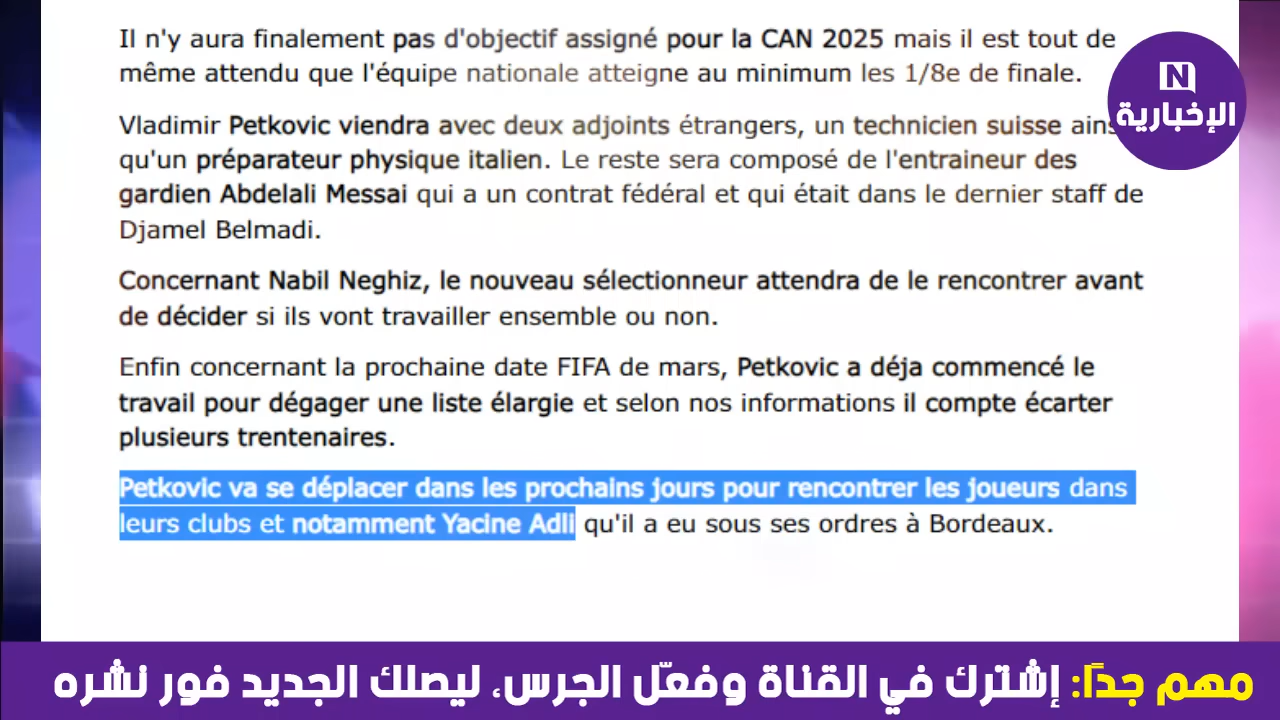 Il n'y aura finalement pas d'objectif assigné pour la CAN 2025 mais il est tout de
même attendu que l'équipe nationale atteigne au minimum les 1/8e de finale.
N
الإخبارية
Vladimir Petkovic viendra avec deux adjoints étrangers, un technicien suisse ains
qu'un préparateur physique italien. Le reste sera composé de l'entraineur des
gardien Abdelali Messai qui a un contrat fédéral et qui était dans le dernier staff de
Djamel Belmadi.
Concernant Nabil Neghiz, le nouveau sélectionneur attendra de le rencontrer avant
de décider si ils vont travailler ensemble ou non.
Enfin concernant la prochaine date FIFA de mars, Petkovic a déja commencé le
travail pour dégager une liste élargie et selon nos informations il compte écarter
plusieurs trentenaires.
Petkovic va se déplacer dans les prochains jours pour rencontrer les joueurs dans
leurs clubs et notamment Yacine Adli qu'il a eu sous ses ordres à Bordeaux.
مهم جدًا: إشترك في القناة وفعّل الجرس، ليصلك الجديد فور نشره